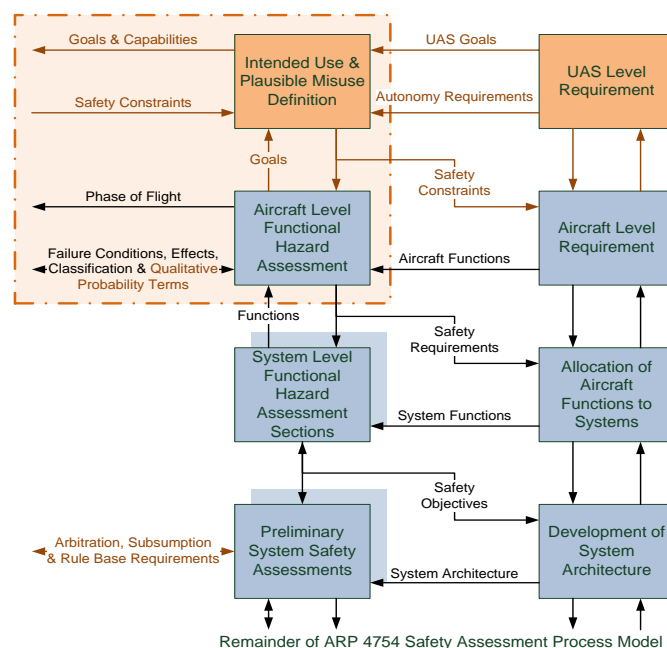 Goals & Capabilities
Intended Use &
Plausible Misuse
Definition
UAS Goals
UAS Level
Requirement
Safety Constraints
Autonomy Requirements
Goals
Safety
Constraints
Phase of Flight
Aircraft Level
Functional
Hazard
Assessment
Aircraft Level
Requirement
Failure Conditions, Effects,
Classification & Qualitative
Probability Terms
Aircraft Functions
Functions
Safety
Requirements
System Level
Functional
Hazard
Assessment
Sections
Allocation of
Aircraft
Functions to
Systems
System Functions
Safety
Objectives
Arbitration, Subsumption
& Rule Base Requirements
Preliminary
System Safety
Assessments
Development of
System
Architecture
System Architecture
Remainder of ARP 4754 Safety Assessment Process Model